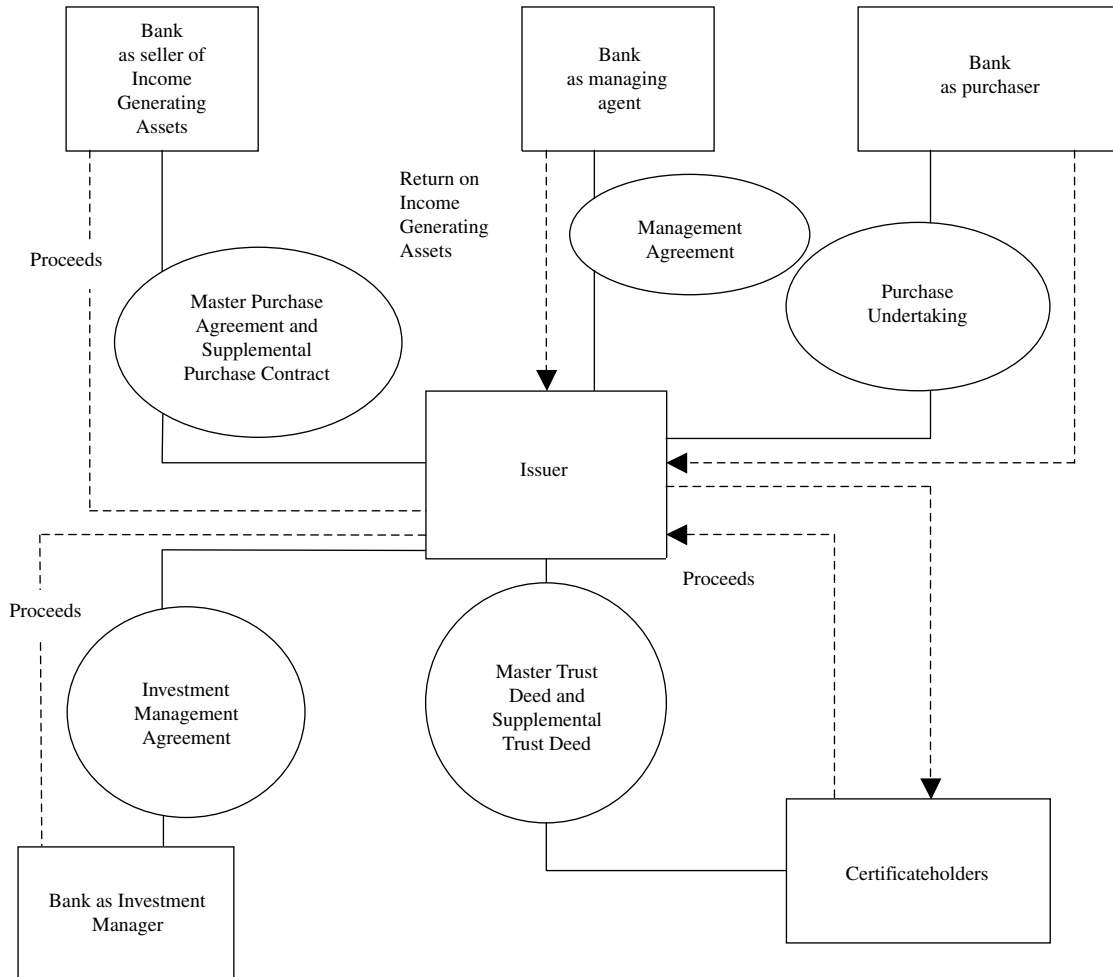 Bank
as seller of
Income
Generating
Assets
Bank
as managing
agent
Bank
as purchaser
Return on
Income
Generating
Assets
Proceeds
Management
Agreement
Master Purchase
Agreement and
Supplemental
Purchase Contract
Purchase
Undertaking
Issuer
Proceeds
Proceeds
Investment
Management
Agreement
Master Trust
Deed and
Supplemental
Trust Deed
Bank as Investment
Manager
Certificateholders